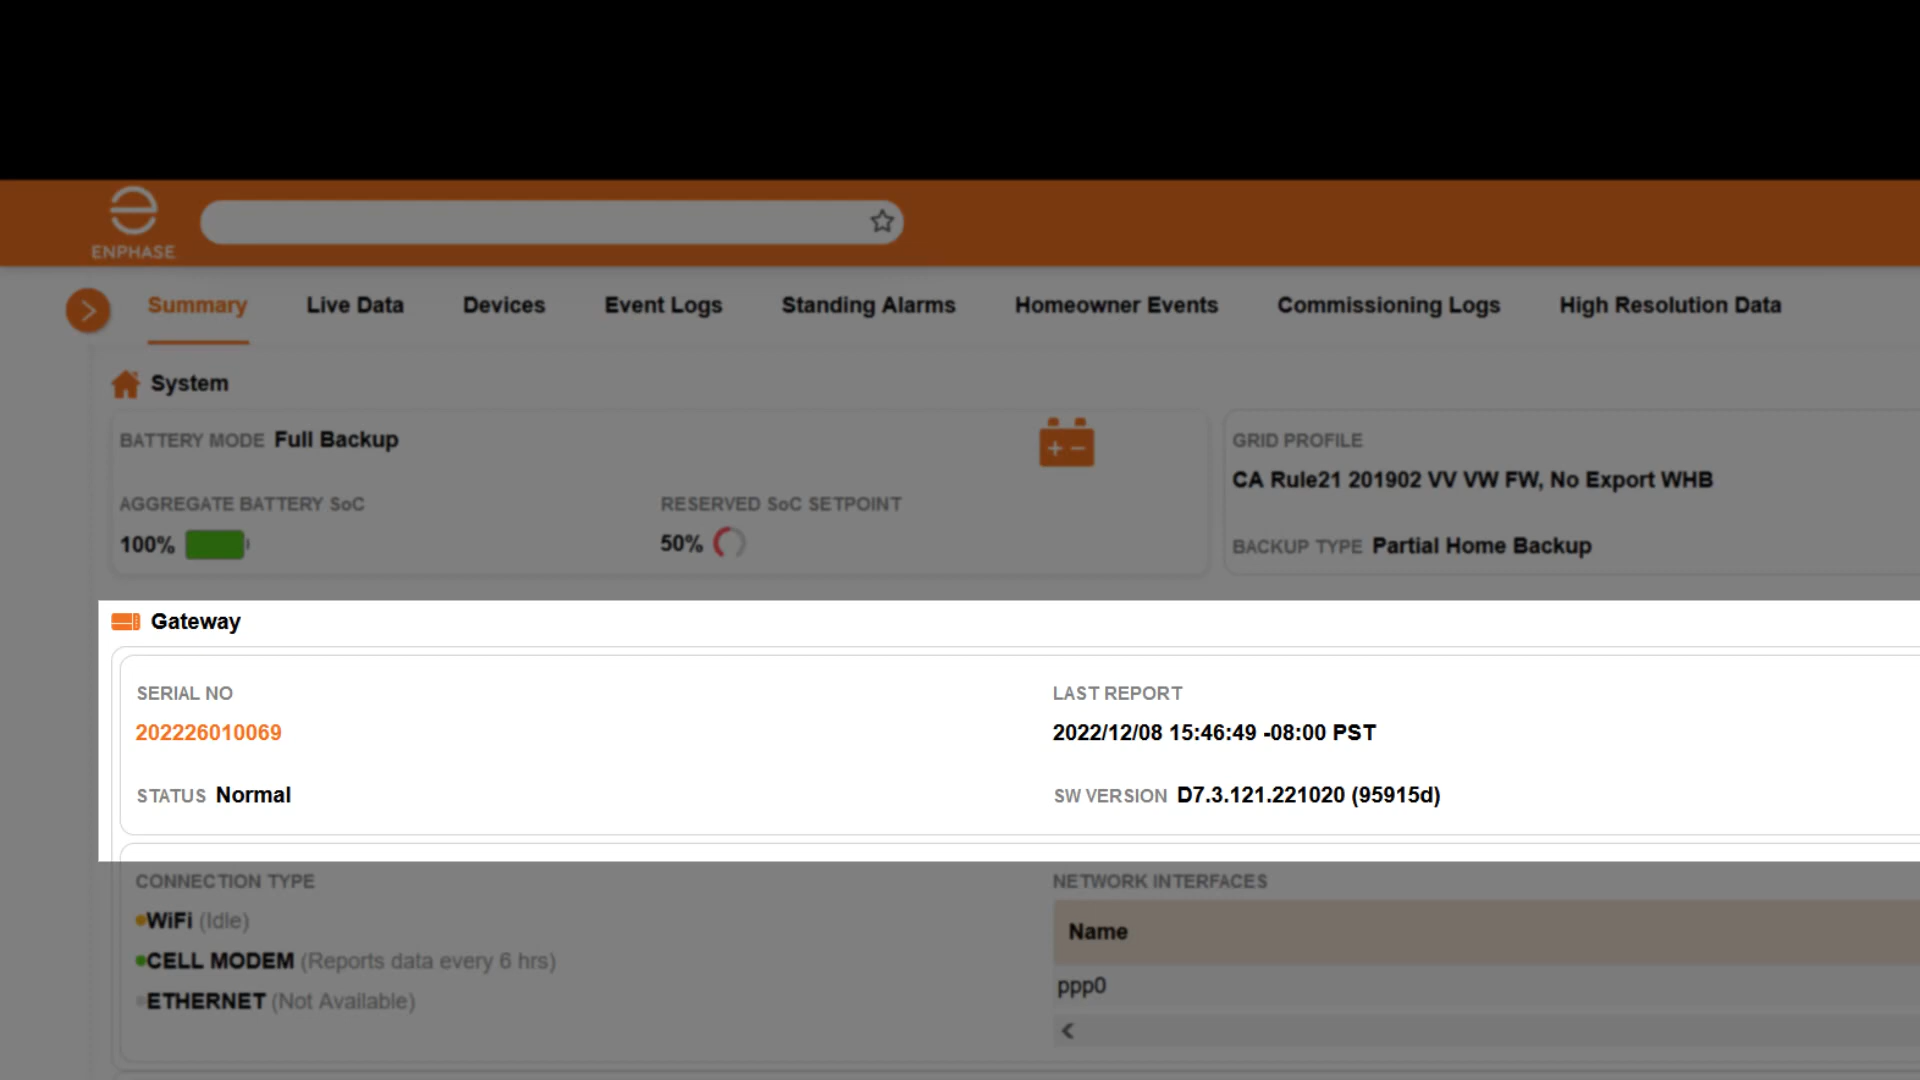 ENPHASE
Summary Live Data Devices Event Logs Standing Alarms Homeowner Events Commissioning Logs High Resolution Data
System
BATTERY MODE Full Backup
AGGREGATE BATTERY SoC
100%
RESERVED SoC SETPOINT
50%
GRID PROFILE
CA Rule21 201902 VV VW FW, No Export WHB
BACKUP TYPE Partial Home Backup
Gateway
SERIAL NO
202226010069
STATUS Normal
LAST REPORT
2022/12/08 15:46:49 -08:00 PST
SW VERSION D7.3.121.221020 (95915d)
CONNECTION TYPE
WiFi (Idle)
CELL MODEM (Reports data every 6 hrs)
ETHERNET (Not Available)
NETWORK INTERFACES
Name
ppp0